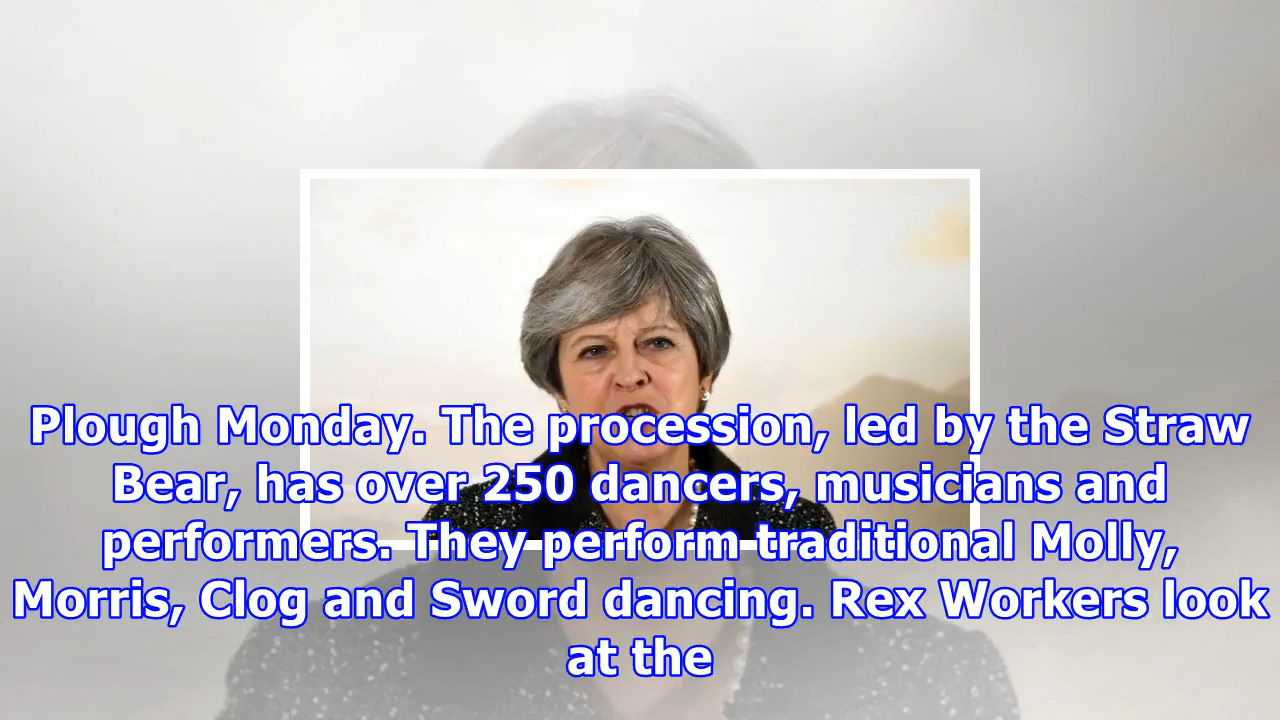 Plough Monday. The procession, led by the Straw
Bear, has over 250 dancers, musicians and
performers. They perform traditional Molly,
Morris, Clog and Sword dancing. Rex Workers look
at the